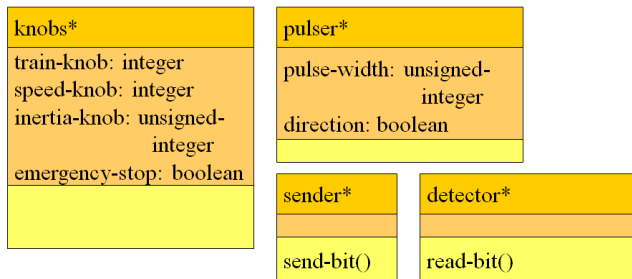 knobs*
train-knob: integer
speed-knob: integer
inertia-knob: unsigned-
integer
emergency-stop: boolean
pulser*
pulse-width: unsigned-
integer
direction: boolean
sender*
send-bit()
detector*
read-bit()